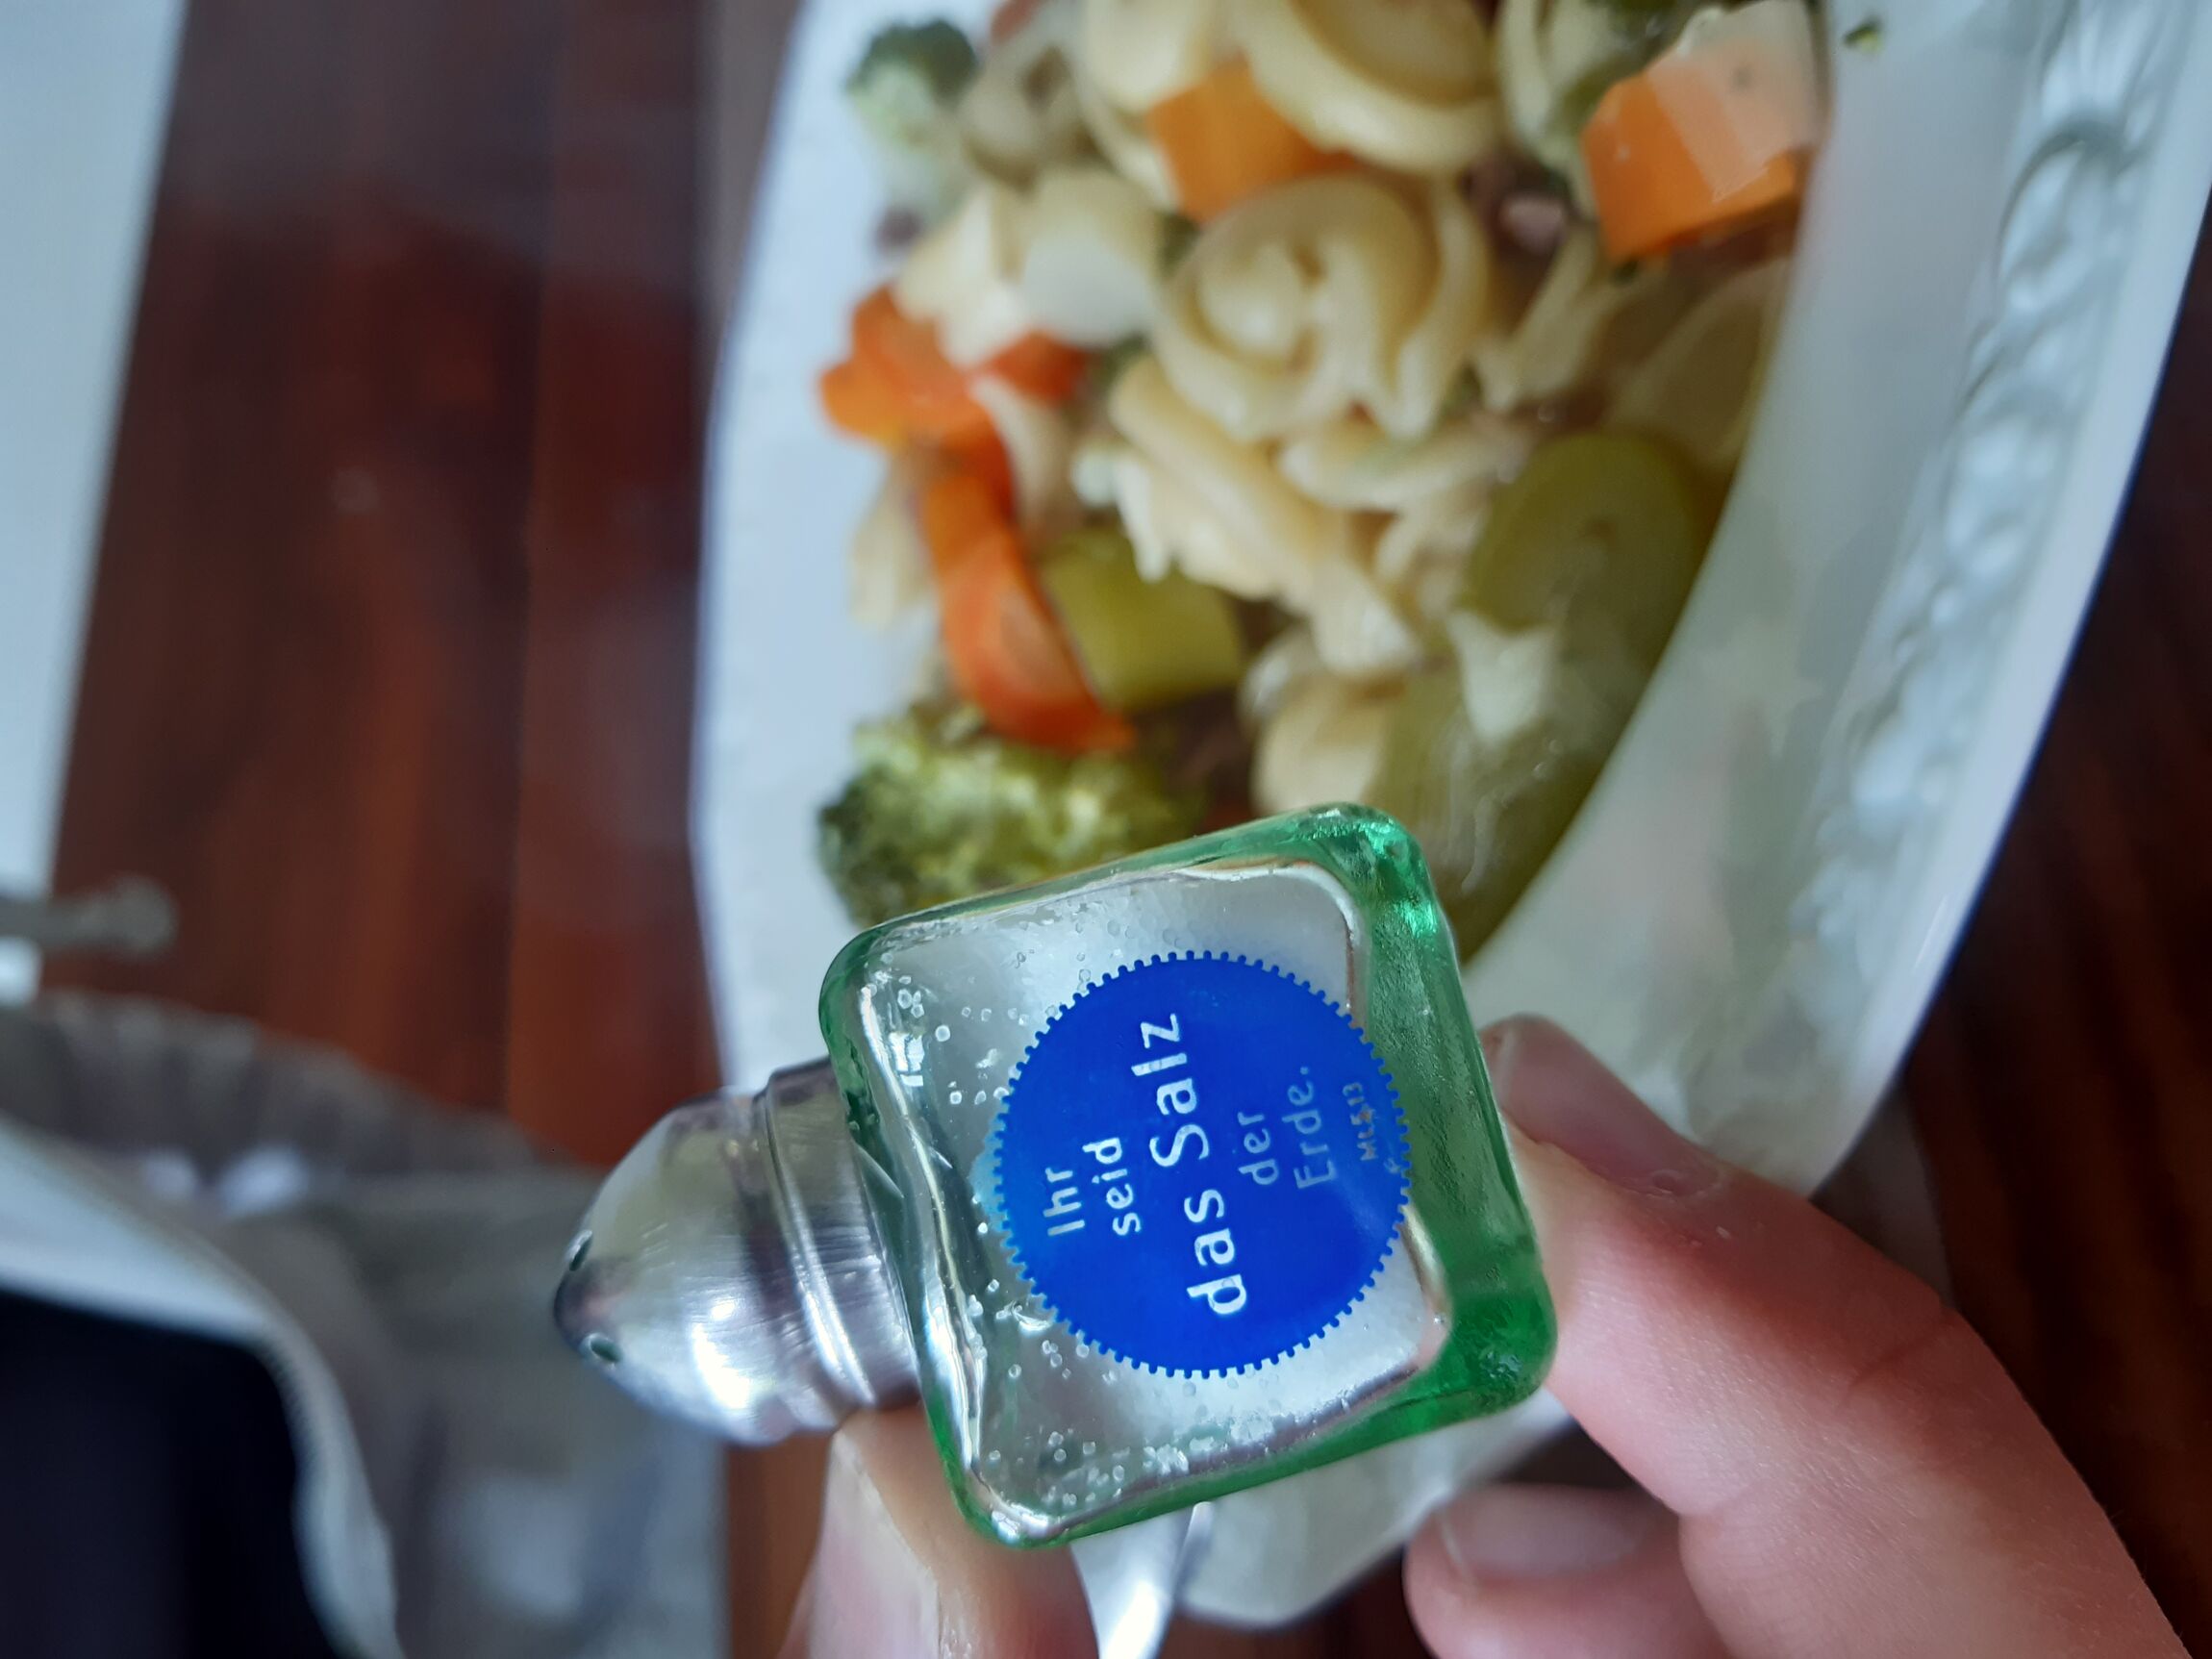 Ihr
seid
das Salz
der
Erde.
Mt 5,13